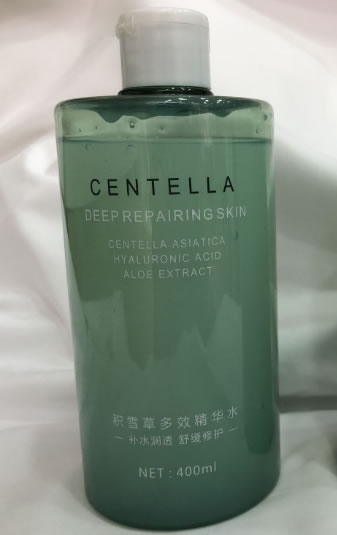 CENTELLA
DEEP REPAIRING SKIN
CENTELLA ASIATICA
HYALURONIC ACID
ALOE EXTRACT
积雪草多效精华水
— 补水润透 舒缓修护 —
NET : 400ml